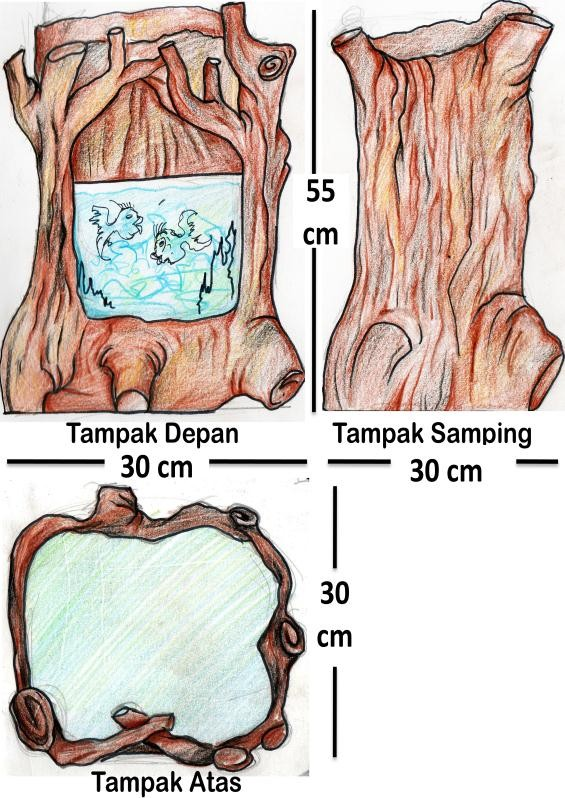 55
cm
Tampak Depan
Tampak Samping
30 cm
30 cm
30
cm
Tampak Atas